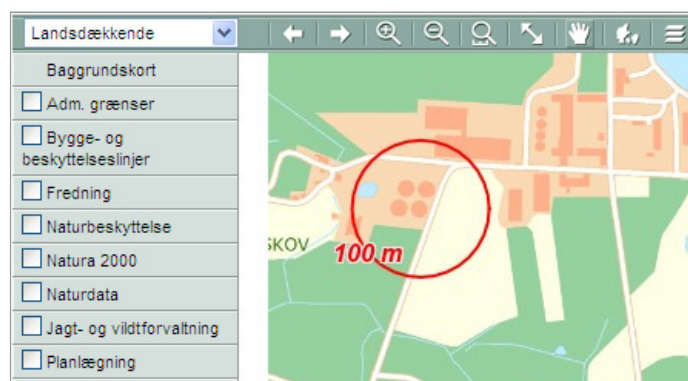 Landsdækkende
Baggrundskort
Adm. grænser
Bygge- og
beskyttelseslinjer
Fredning
Naturbeskyttelse
Natura 2000
Naturdata
Jagt- og vildtforvaltning
Planlægning
SKOV
100 m